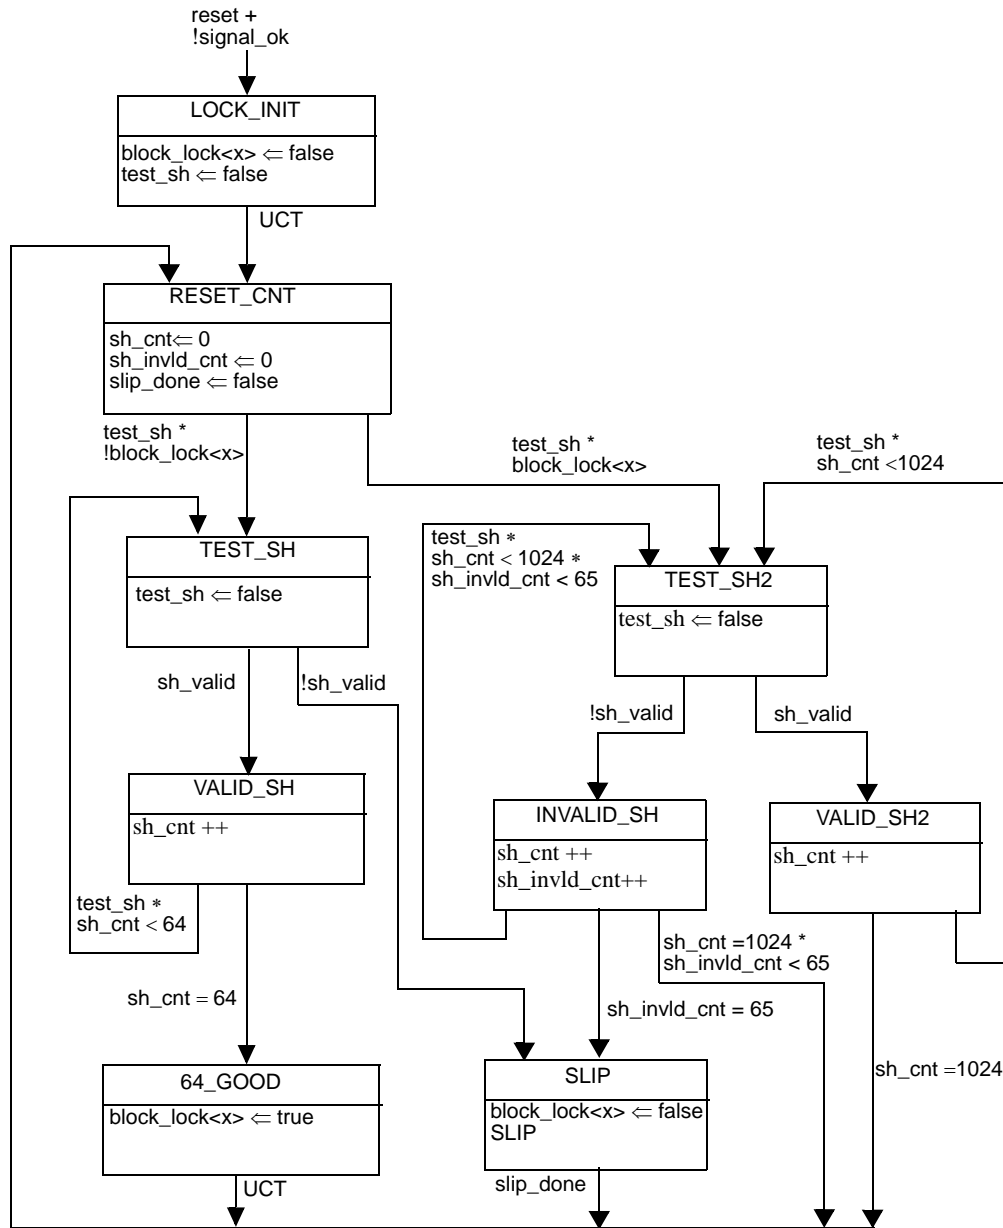 reset +
!signal_ok
LOCK_INIT
block_lock<x> ⇐ false
test_sh ⇐ false
UCT
RESET_CNT
sh_cnt⇐ 0
sh_invld_cnt ⇐ 0
slip_done ⇐ false
test_sh *
!block_lock<x>
test_sh *
block_lock<x>
test_sh *
sh_cnt <1024
TEST_SH
test_sh ⇐ false
test_sh *
sh_cnt < 1024 *
sh_invld_cnt < 65
TEST_SH2
test_sh ⇐ false
sh_valid
!sh_valid
!sh_valid
sh_valid
VALID_SH
sh_cnt ++
INVALID_SH
sh_cnt ++
sh_invld_cnt++
VALID_SH2
sh_cnt ++
test_sh *
sh_cnt < 64
sh_cnt =1024 *
sh_invld_cnt < 65
sh_cnt = 64
sh_invld_cnt = 65
sh_cnt =1024
64_GOOD
block_lock<x> ⇐ true
SLIP
block_lock<x> ⇐ false
SLIP
UCT
slip_done